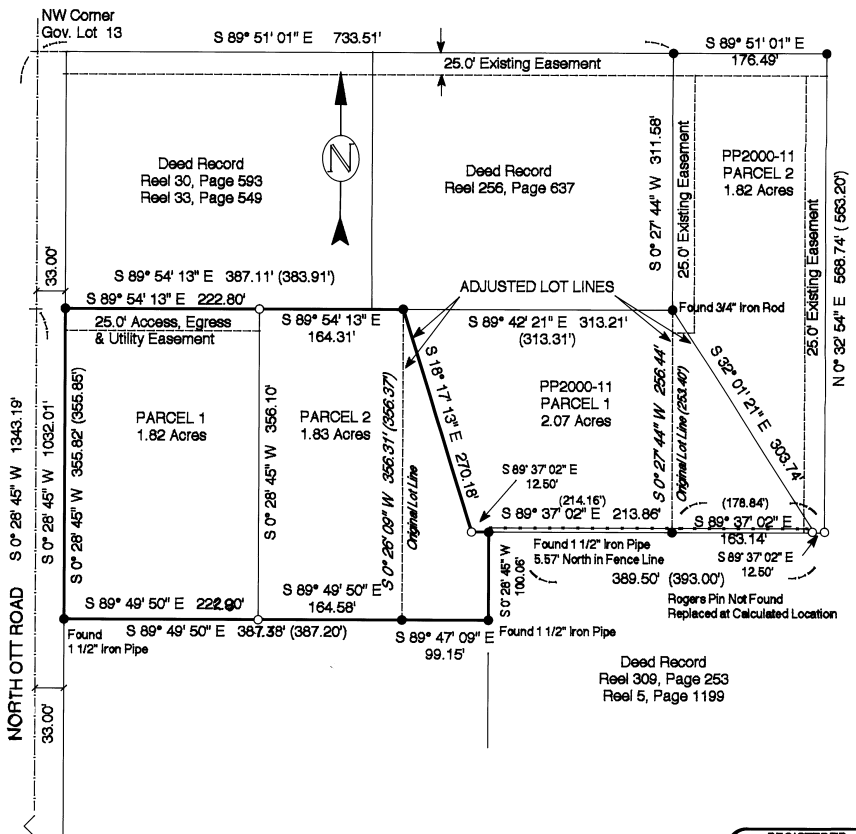 NW Corner
Gov. Lot 13
S 89° 51' 01" E 733.51'
S 89° 51' 01" E
176.49'
25.0' Existing Easement
N
Deed Record
Reel 30, Page 593
Reel 33, Page 549
Deed Record
Reel 256, Page 637
S 0° 27' 44" W 311.58'
25.0' Existing Easement
PP2000-11
PARCEL 2
1.82 Acres
25.0' Existing Easement
N 0° 32' 54" E 568.74' ( 563.20')
33.00'
S 89° 54' 13" E 387.11' (383.91')
S 89° 54' 13" E 222.80'
ADJUSTED LOT LINES
Found 3/4" Iron Rod
25.0' Access, Egress
& Utility Easement
S 89° 54' 13" E
164.31'
S 89° 42' 21" E 313.21'
(313.31')
NORTH OTT ROAD
S 0° 28' 45" W 1343.19'
S 0° 28' 45" W 1032.01'
S 0° 28' 45" W 355.82' (355.85')
PARCEL 1
1.82 Acres
S 0° 28' 45" W 356.10'
PARCEL 2
1.83 Acres
S 0° 26' 09" W 356.31' (356.37')
Original Lot Line
S 18° 17' 13" E 270.18'
PP2000-11
PARCEL 1
2.07 Acres
S 0° 27' 44" W 256.44'
Original Lot Line (253.40')
S 32° 01' 21" E 303.74'
S 89° 37' 02" E
12.50'
(214.16')
S 89° 37' 02" E 213.86'
(178.84')
S 89° 37' 02" E
163.14'
S 89° 37' 02" E
12.50'
Found 1 1/2" Iron Pipe
5.57' North in Fence Line
389.50' (393.00')
S 0° 28' 45" W
100.06'
Rogers Pin Not Found
Replaced at Calculated Location
S 89° 49' 50" E
S 89° 49' 50" E
164.58'
Found
1 1/2" Iron Pipe
S 89° 49' 50" E 387.38' (387.20')
S 89° 47' 09" E
99.15'
Found 1 1/2" Iron Pipe
Deed Record
Reel 309, Page 253
Reel 5, Page 1199
33.00'